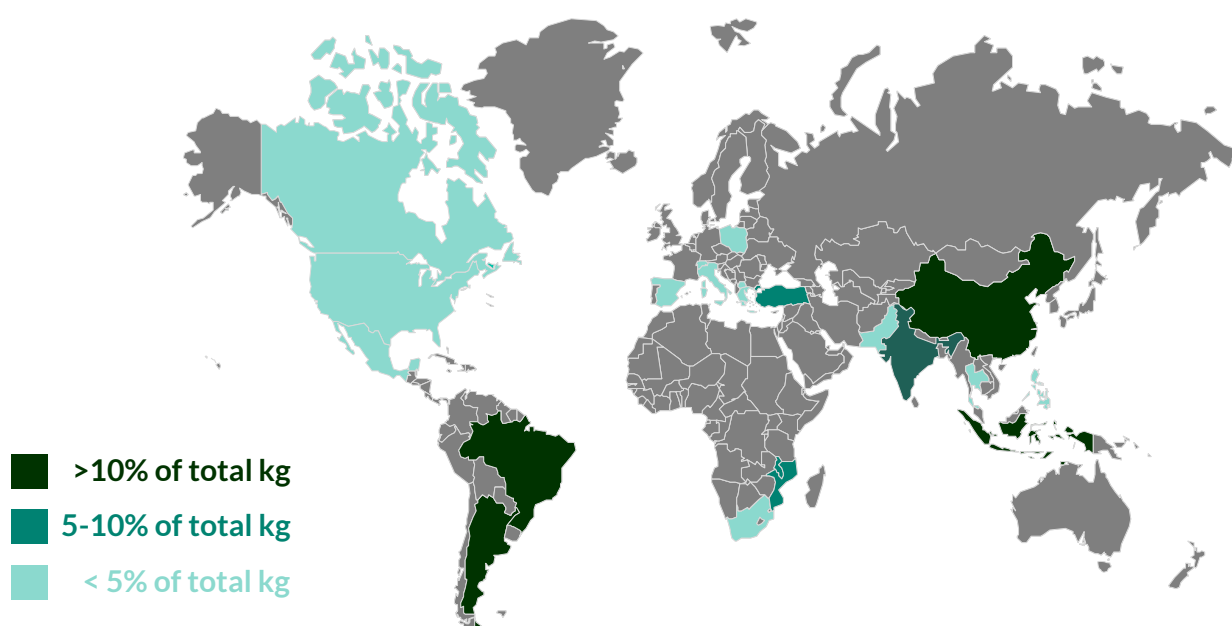 >10% of total kg
5-10% of total kg
< 5% of total kg